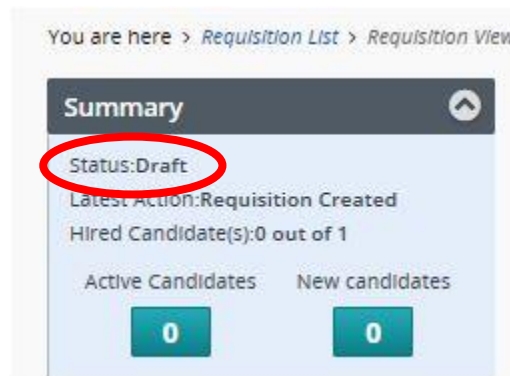 You are here > Requisition List > Requisition View
Summary
Status:Draft
Latest Action:Requisition Created
Hired Candidate(s):0 out of 1
Active Candidates New candidates
0 0